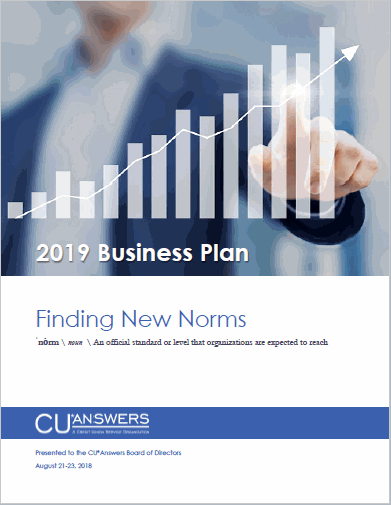 2019 Business Plan
Finding New Norms
ˈnȯrm \ noun \ An official standard or level that organizations are expected to reach
CU*ANSWERS
A CREDIT UNION SERVICE ORGANIZATION
Presented to the CU*Answers Board of Directors
August 21-23, 2018